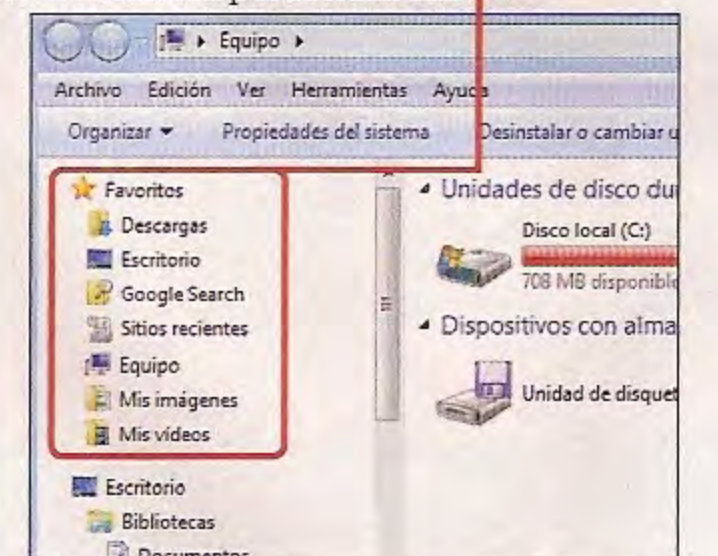 Equipo
Archivo Edición Ver Herramientas Ayuda
Organizar Propiedades del sistema Desinstalar o cambiar
Favoritos
Descargas
Escritorio
Google Search
Sitios recientes
Equipo
Mis imágenes
Mis vídeos
Escritorio
Bibliotecas
Documentos
Unidades de disco du
Disco local (C:)
708 MB disponible
Dispositivos con alma
Unidad de disquet